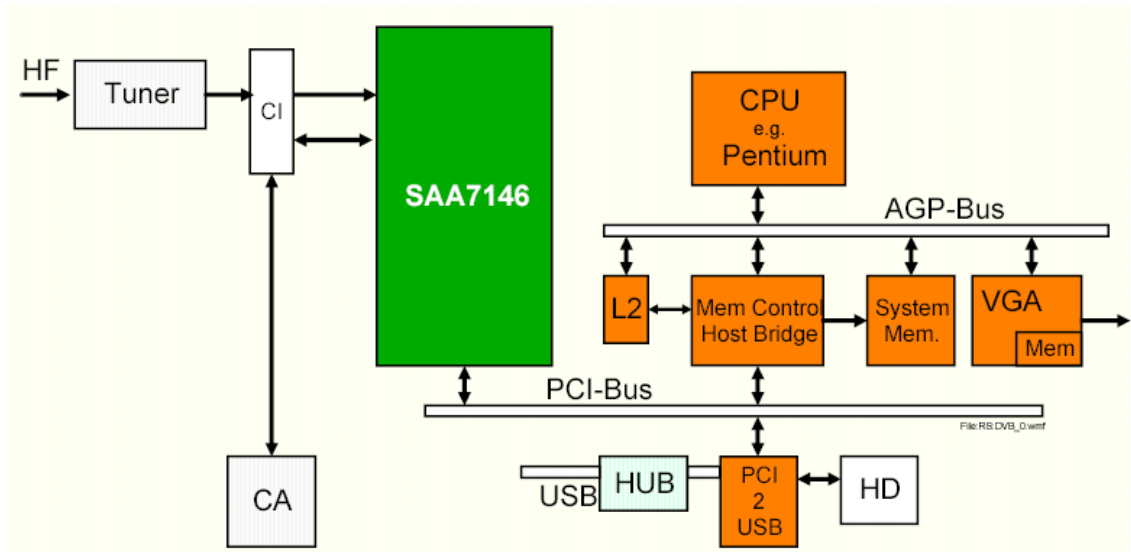 HF
Tuner
CI
SAA7146
CPU
e.g.
Pentium
AGP-Bus
L2
Mem Control
Host Bridge
System
Mem.
VGA
Mem
PCI-Bus
File:RS:DVB_0.wmf
CA
USB
HUB
PCI
2
USB
HD